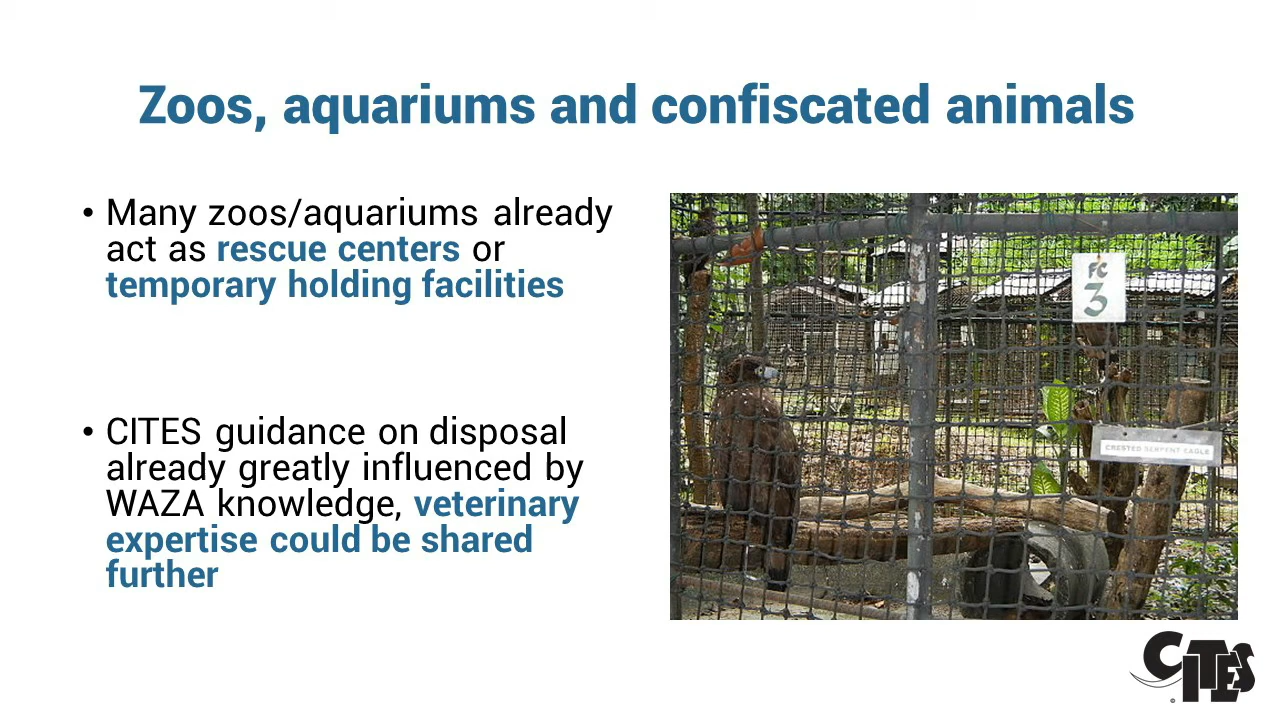 Zoos, aquariums and confiscated animals
• Many zoos/aquariums already
act as rescue centers or
temporary holding facilities
• CITES guidance on disposal
already greatly influenced by
WAZA knowledge, veterinary
expertise could be shared
further
FC
3
CRESTED SERPENT EAGLE
CITES
®